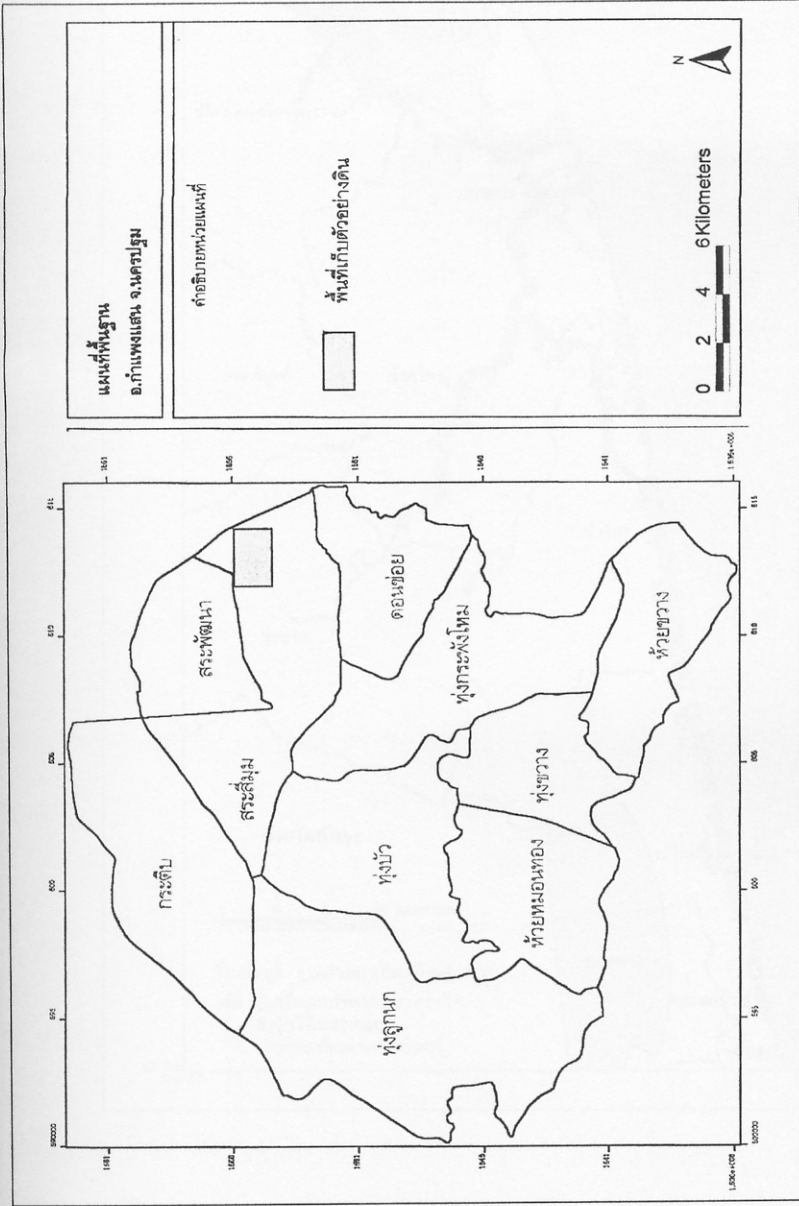 แผนที่พื้นฐาน
อ.กำแพงแสน จ.นครปฐม
คำอธิบายหน่วยแผนที่
พื้นที่เก็บตัวอย่างดิน
N
0 2 4 6 Kilometers
กระตีบ
สระพัฒนา
สระสี่มุม
ดอนข่อย
ทุ่งกระพังโหม
ทุ่งบัว
ทุ่งลูกนก
ห้วยหมอนทอง
ทุ่งขวาง
ห้วยขวาง